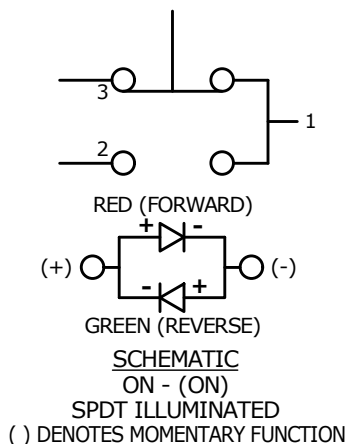 3
1
2
RED (FORWARD)
+ -
(+) (-)
- +
GREEN (REVERSE)
SCHEMATIC
ON - (ON)
SPDT ILLUMINATED
( ) DENOTES MOMENTARY FUNCTION